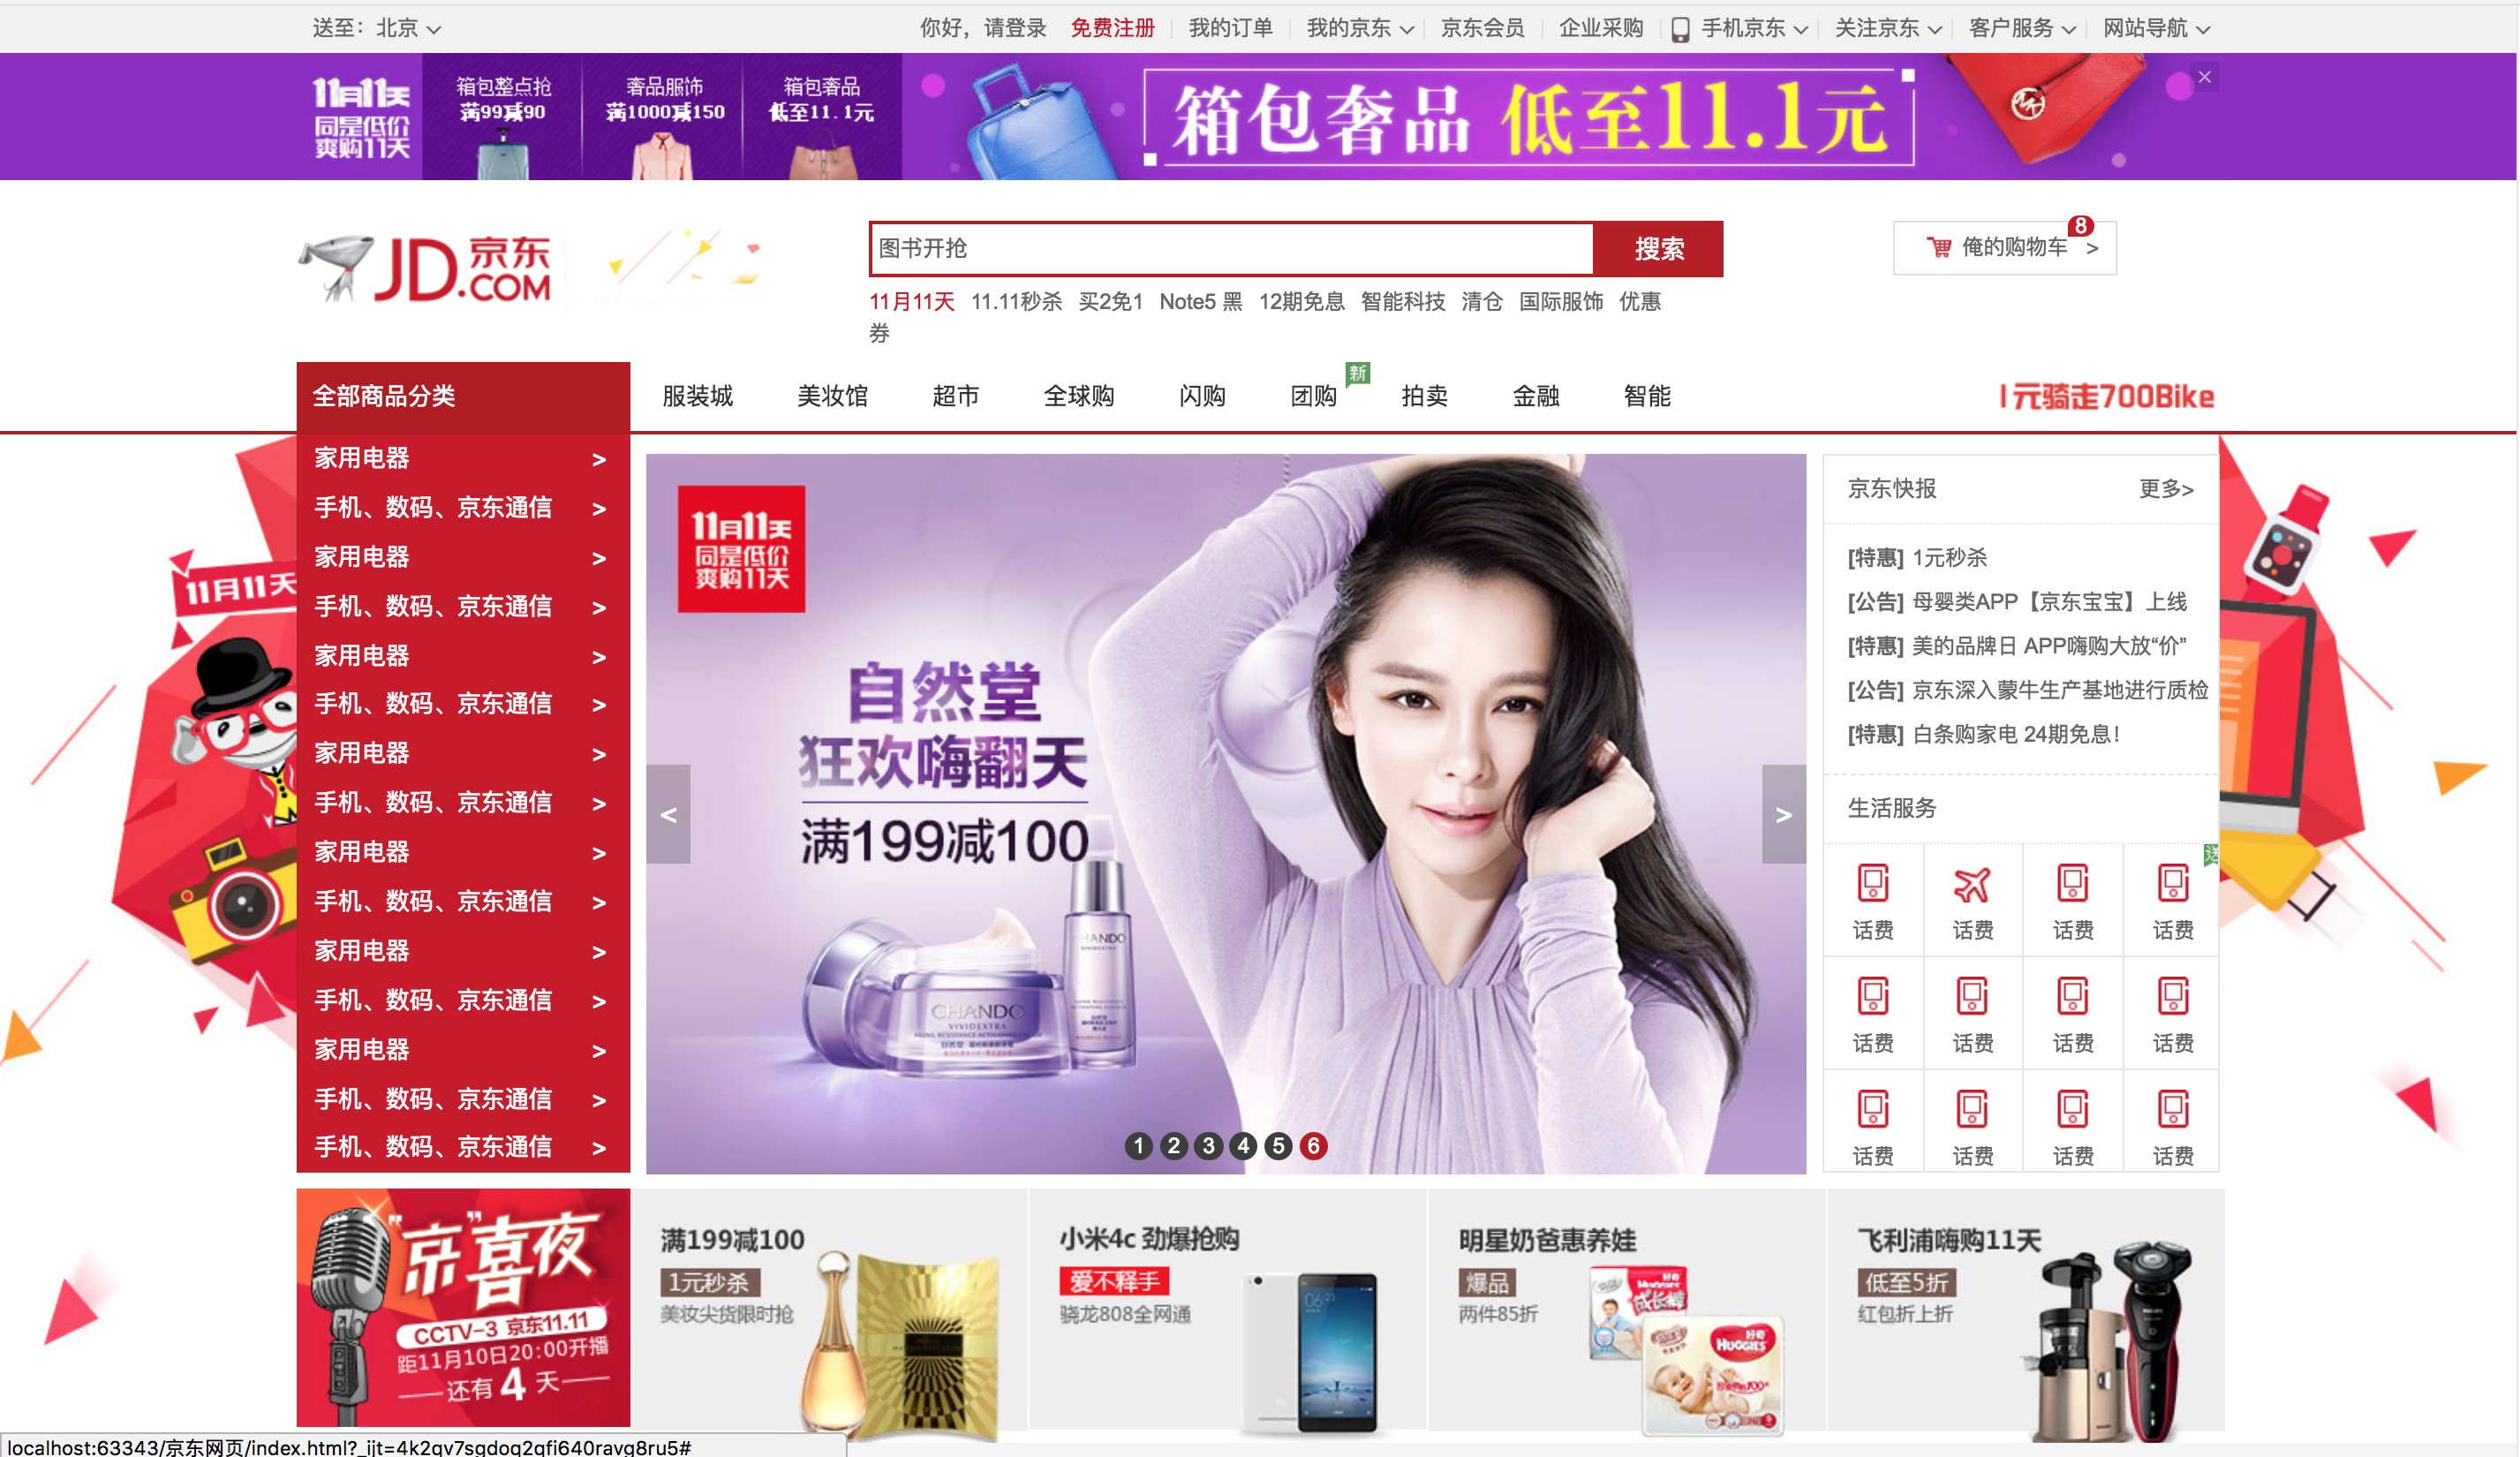 送至：北京
你好，请登录 免费注册 我的订单 我的京东 京东会员 企业采购 手机京东 关注京东 客户服务 网站导航
11月11天
同是低价
爽购11天
箱包整点抢
满99减90
奢品服饰
满1000减150
箱包奢品
低至11.1元
箱包奢品 低至11.1元
JD.COM 京东
图书开抢
搜索
俺的购物车 8 >
11月11天 11.11秒杀 买2免1 Note5 黑 12期免息 智能科技 清仓 国际服饰 优惠
券
全部商品分类 服装城 美妆馆 超市 全球购 闪购 团购 新 拍卖 金融 智能
1元骑走700Bike
11月11天
家用电器 >
手机、数码、京东通信 >
家用电器 >
手机、数码、京东通信 >
家用电器 >
手机、数码、京东通信 >
家用电器 >
手机、数码、京东通信 >
家用电器 >
手机、数码、京东通信 >
家用电器 >
手机、数码、京东通信 >
家用电器 >
手机、数码、京东通信 >
手机、数码、京东通信 >
11月11天
同是低价
爽购11天
自然堂
狂欢嗨翻天
满199减100
< >
CHANDO
VIVIDEXTRA
1 2 3 4 5 6
京东快报 更多>
[特惠] 1元秒杀
[公告] 母婴类APP【京东宝宝】上线
[特惠] 美的品牌日 APP嗨购大放“价”
[公告] 京东深入蒙牛生产基地进行质检
[特惠] 白条购家电 24期免息！
生活服务
话费 话费 话费 话费
话费 话费 话费 话费
话费 话费 话费 话费
“京”喜夜
CCTV-3 京东11.11
距11月10日20:00开播
还有4天
满199减100
1元秒杀
美妆尖货限时抢
小米4c 劲爆抢购
爱不释手
骁龙808全网通
明星奶爸惠养娃
爆品
两件85折
好奇
成长裤
好奇
HUGGIES
飞利浦嗨购11天
低至5折
红包折上折
localhost:63343/京东网页/index.html?_ijt=4k2qv7sgdoq2qfi640ravg8ru5#